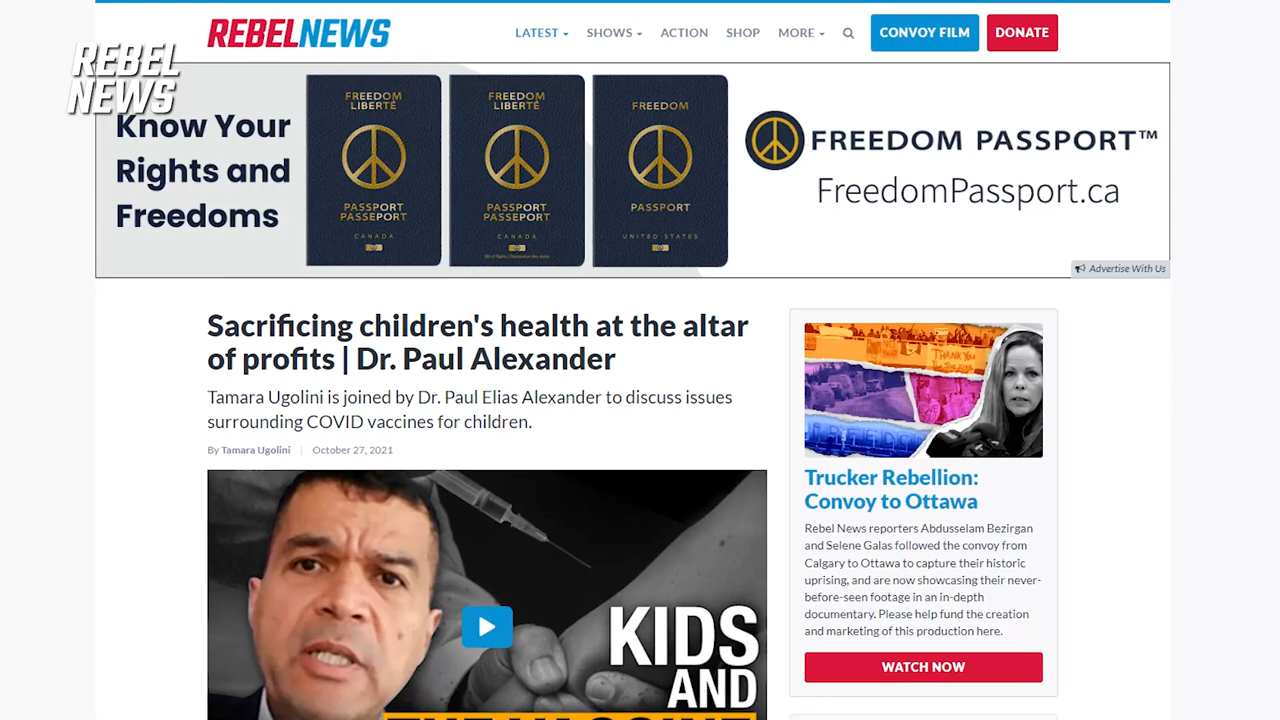 REBELNEWS
LATEST
SHOWS
ACTION
SHOP
MORE
CONVOY FILM
DONATE
REBEL
NEWS
Know Your
Rights and
Freedoms
FREEDOM
LIBERTÉ
PASSPORT
PASSEPORT
CANADA
FREEDOM
LIBERTÉ
PASSPORT
PASSEPORT
CANADA
FREEDOM
PASSPORT
UNITED STATES
FREEDOM PASSPORT™
FreedomPassport.ca
Advertise With Us
Sacrificing children's health at the altar
of profits | Dr. Paul Alexander
Tamara Ugolini is joined by Dr. Paul Elias Alexander to discuss issues
surrounding COVID vaccines for children.
By Tamara Ugolini | October 27, 2021
KIDS
AND
THE VACCINE
THANK YOU
Trucker Rebellion:
Convoy to Ottawa
Rebel News reporters Abdusselam Bezirgan
and Selene Galas followed the convoy from
Calgary to Ottawa to capture their historic
uprising, and are now showcasing their never-
before-seen footage in an in-depth
documentary. Please help fund the creation
and marketing of this production here.
WATCH NOW